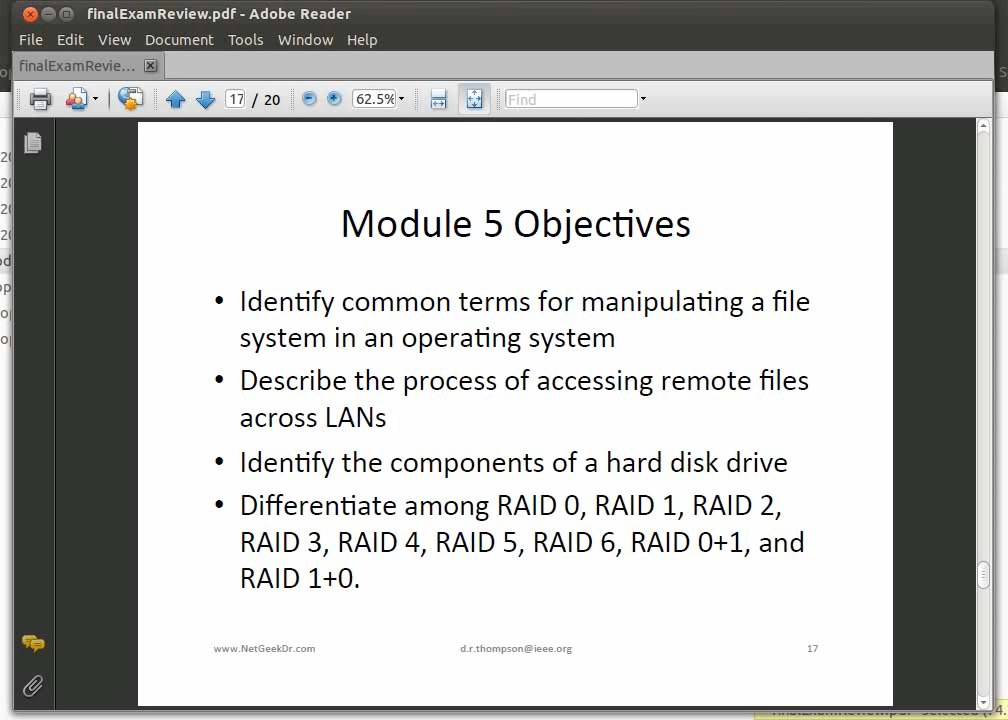 finalExamReview.pdf - Adobe Reader
File Edit View Document Tools Window Help
finalExamRevie...
17 / 20 62.5% Find
Module 5 Objectives
• Identify common terms for manipulating a file
system in an operating system
• Describe the process of accessing remote files
across LANs
• Identify the components of a hard disk drive
• Differentiate among RAID 0, RAID 1, RAID 2,
RAID 3, RAID 4, RAID 5, RAID 6, RAID 0+1, and
RAID 1+0.
www.NetGeekDr.com d.r.thompson@ieee.org 17